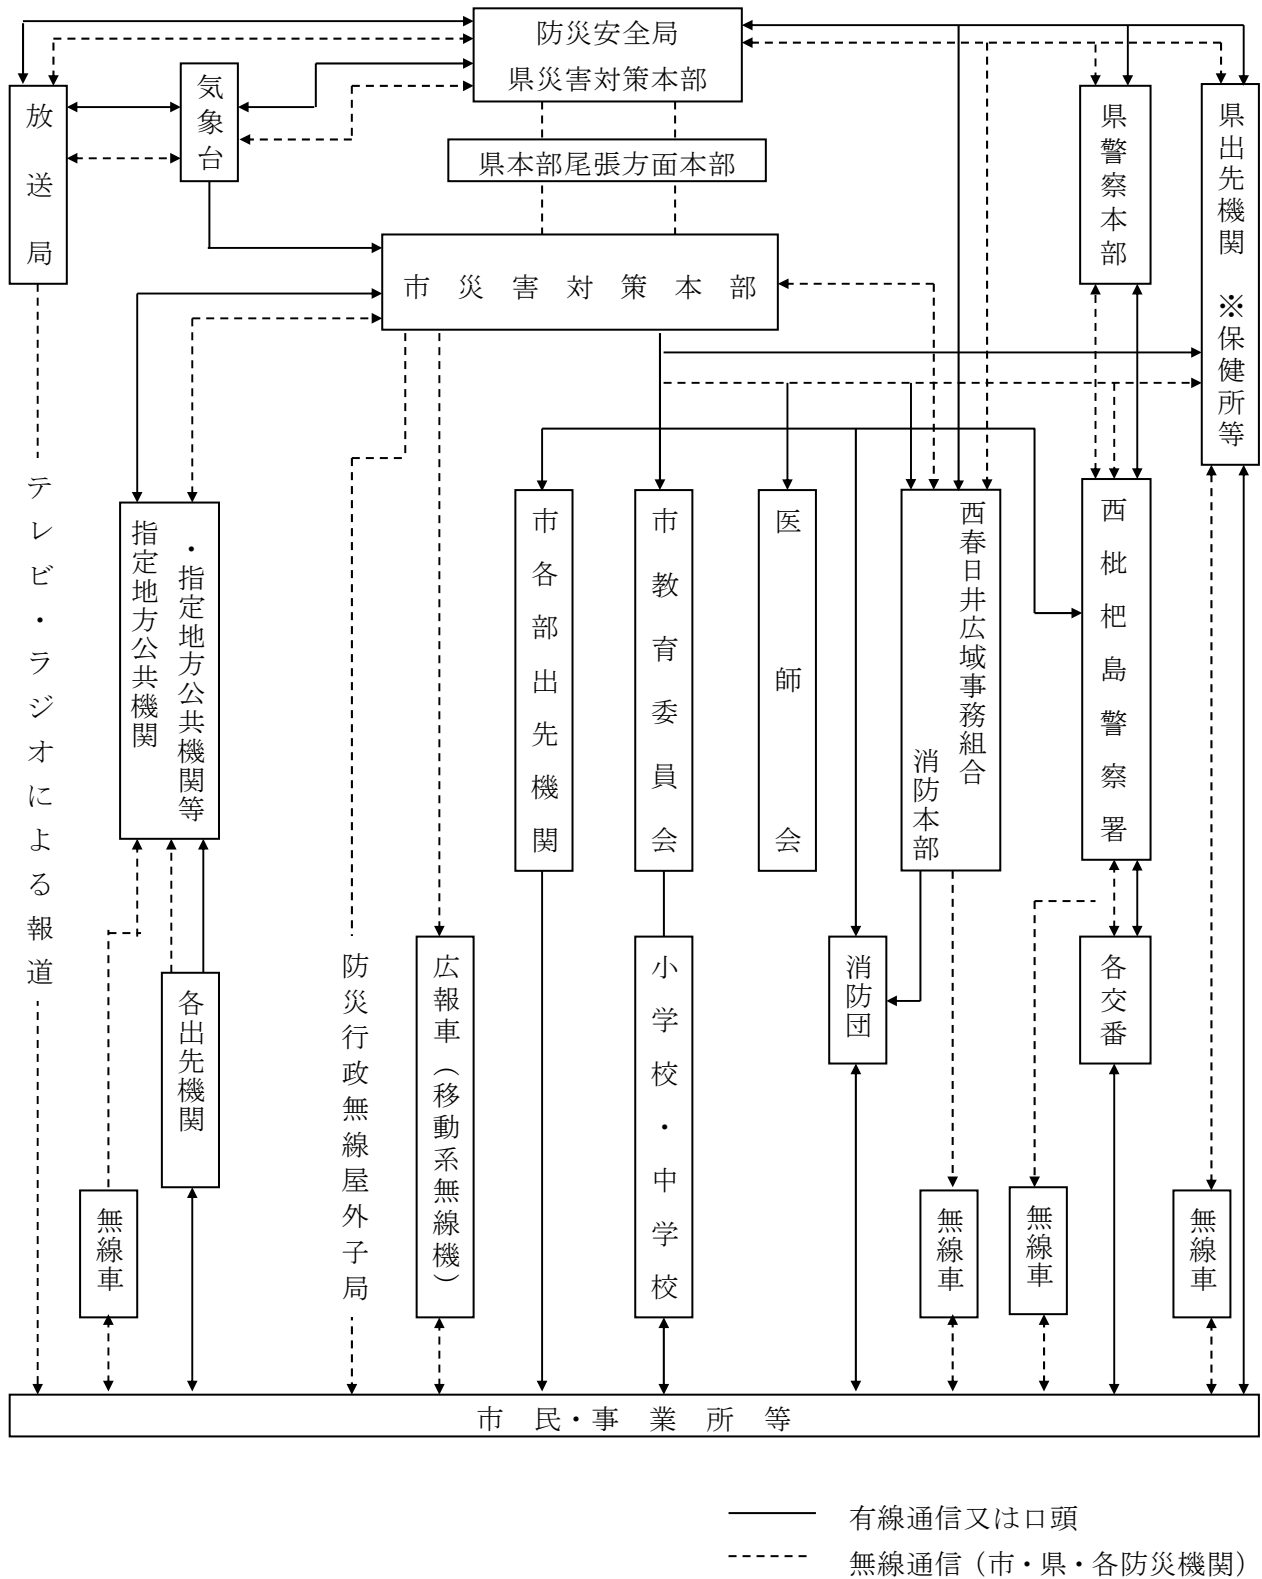 防災安全局
県災害対策本部
放送局
気象台
県本部尾張方面本部
県警察本部
県出先機関　※保健所等
市災害対策本部
テレビ・ラジオによる報道
・指定地方公共機関等
指定地方公共機関
市各部出先機関
市教育委員会
医師会
西春日井広域事務組合
消防本部
西枇杷島警察署
各出先機関
防災行政無線屋外子局
広報車（移動系無線機）
小学校・中学校
消防団
各交番
無線車
無線車
無線車
無線車
市　民・事　業　所　等
有線通信又は口頭
無線通信（市・県・各防災機関）